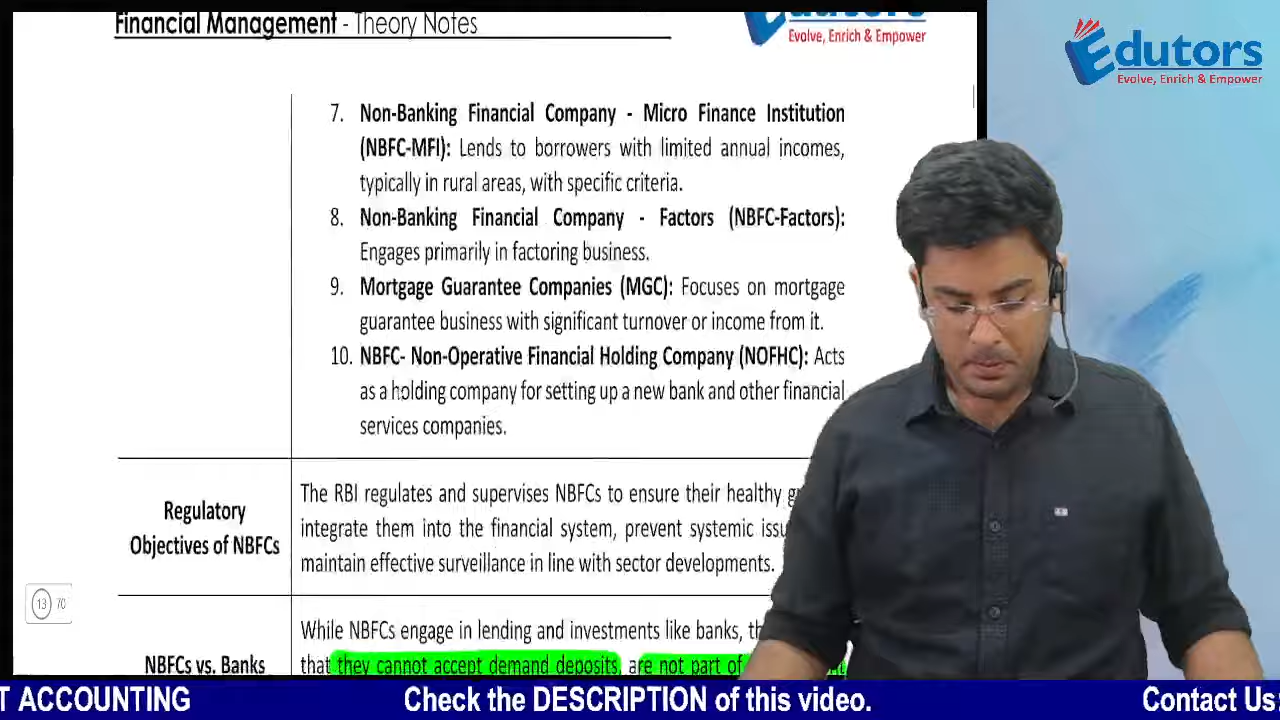 Financial Management - Theory Notes
Evolve, Enrich & Empower
Edutors
Evolve, Enrich & Empower
7. Non-Banking Financial Company - Micro Finance Institution
(NBFC-MFI): Lends to borrowers with limited annual incomes,
typically in rural areas, with specific criteria.
8. Non-Banking Financial Company - Factors (NBFC-Factors):
Engages primarily in factoring business.
9. Mortgage Guarantee Companies (MGC): Focuses on mortgage
guarantee business with significant turnover or income from it.
10. NBFC- Non-Operative Financial Holding Company (NOFHC): Acts
as a holding company for setting up a new bank and other financial
services companies.
Regulatory
Objectives of NBFCs
The RBI regulates and supervises NBFCs to ensure their healthy
integrate them into the financial system, prevent systemic
maintain effective surveillance in line with sector developments.
13 70
NBFCs vs. Banks
While NBFCs engage in lending and investments like banks,
that they cannot accept demand deposits, are not part of
T ACCOUNTING
Check the DESCRIPTION of this video.
Contact Us: